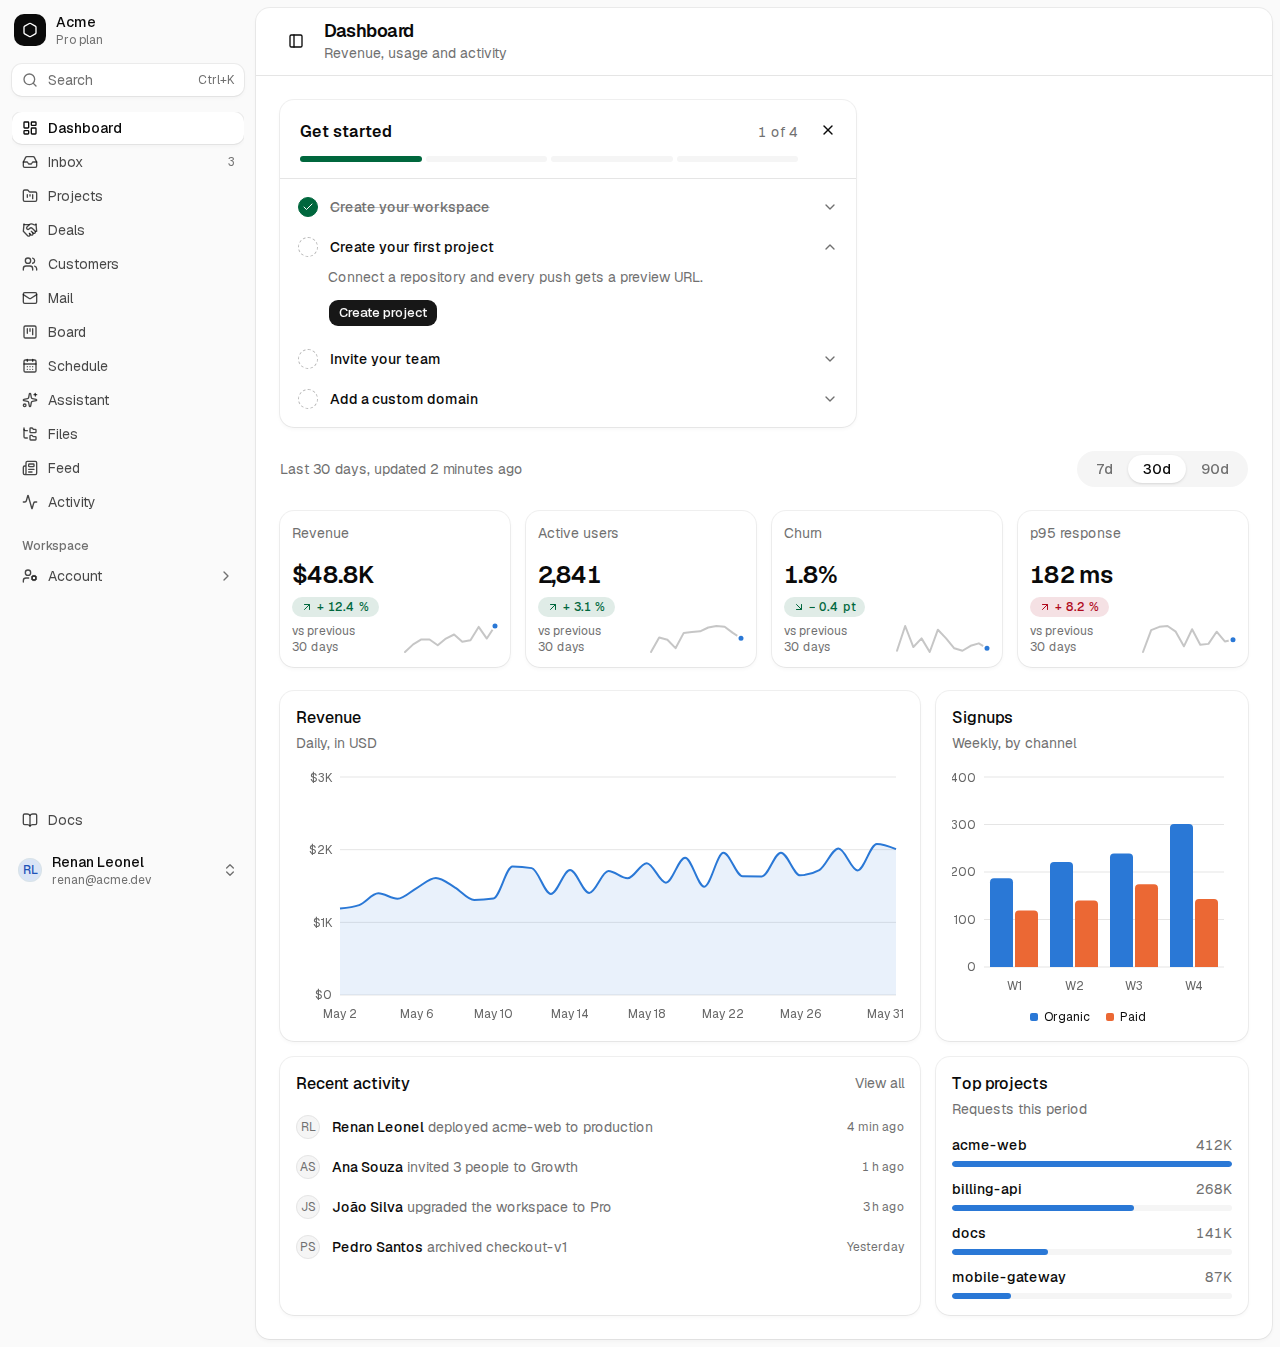 Acme
Pro plan
Search Ctrl+K
Dashboard
Inbox 3
Projects
Deals
Customers
Mail
Board
Schedule
Assistant
Files
Feed
Activity
Workspace
Account
Docs
RL
Renan Leonel
renan@acme.dev
Dashboard
Revenue, usage and activity
Get started 1 of 4
Create your workspace
Create your first project
Connect a repository and every push gets a preview URL.
Create project
Invite your team
Add a custom domain
Last 30 days, updated 2 minutes ago
7d 30d 90d
Revenue
$48.8K
+ 12.4 %
vs previous
30 days
Active users
2,841
+ 3.1 %
vs previous
30 days
Churn
1.8%
− 0.4 pt
vs previous
30 days
p95 response
182 ms
+ 8.2 %
vs previous
30 days
Revenue
Daily, in USD
$3K
$2K
$1K
$0
May 2 May 6 May 10 May 14 May 18 May 22 May 26 May 31
Signups
Weekly, by channel
400
300
200
100
0
W1 W2 W3 W4
Organic Paid
Recent activity View all
RL Renan Leonel deployed acme-web to production 4 min ago
AS Ana Souza invited 3 people to Growth 1 h ago
JS João Silva upgraded the workspace to Pro 3 h ago
PS Pedro Santos archived checkout-v1 Yesterday
Top projects
Requests this period
acme-web 412K
billing-api 268K
docs 141K
mobile-gateway 87K